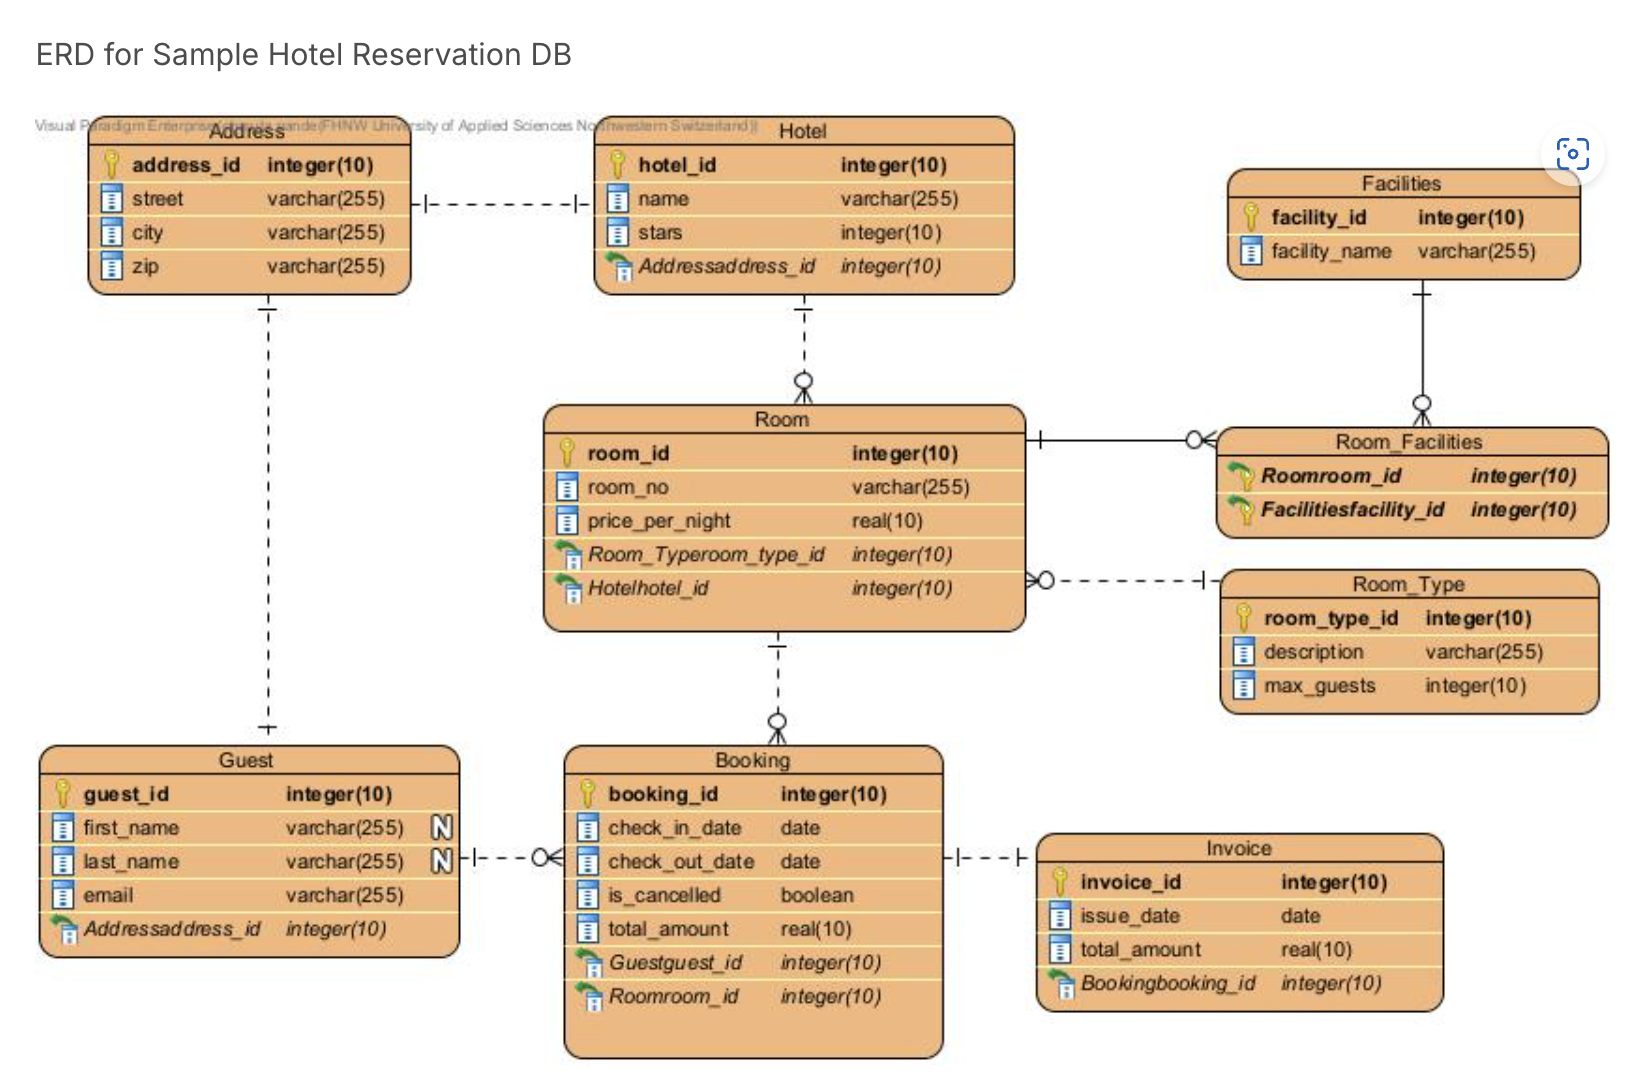 ERD for Sample Hotel Reservation DB
Visual Paradigm Enterprise (FHNW University of Applied Sciences Northwestern Switzerland))
Address
address_id integer(10)
street varchar(255)
city varchar(255)
zip varchar(255)
Hotel
hotel_id integer(10)
name varchar(255)
stars integer(10)
Addressaddress_id integer(10)
Facilities
facility_id integer(10)
facility_name varchar(255)
Room
room_id integer(10)
room_no varchar(255)
price_per_night real(10)
Room_Typeroom_type_id integer(10)
Hotelhotel_id integer(10)
Room_Facilities
Roomroom_id integer(10)
Facilitiesfacility_id integer(10)
Room_Type
room_type_id integer(10)
description varchar(255)
max_guests integer(10)
Guest
guest_id integer(10)
first_name varchar(255) N
last_name varchar(255) N
email varchar(255)
Addressaddress_id integer(10)
Booking
booking_id integer(10)
check_in_date date
check_out_date date
is_cancelled boolean
total_amount real(10)
Guestguest_id integer(10)
Roomroom_id integer(10)
Invoice
invoice_id integer(10)
issue_date date
total_amount real(10)
Bookingbooking_id integer(10)